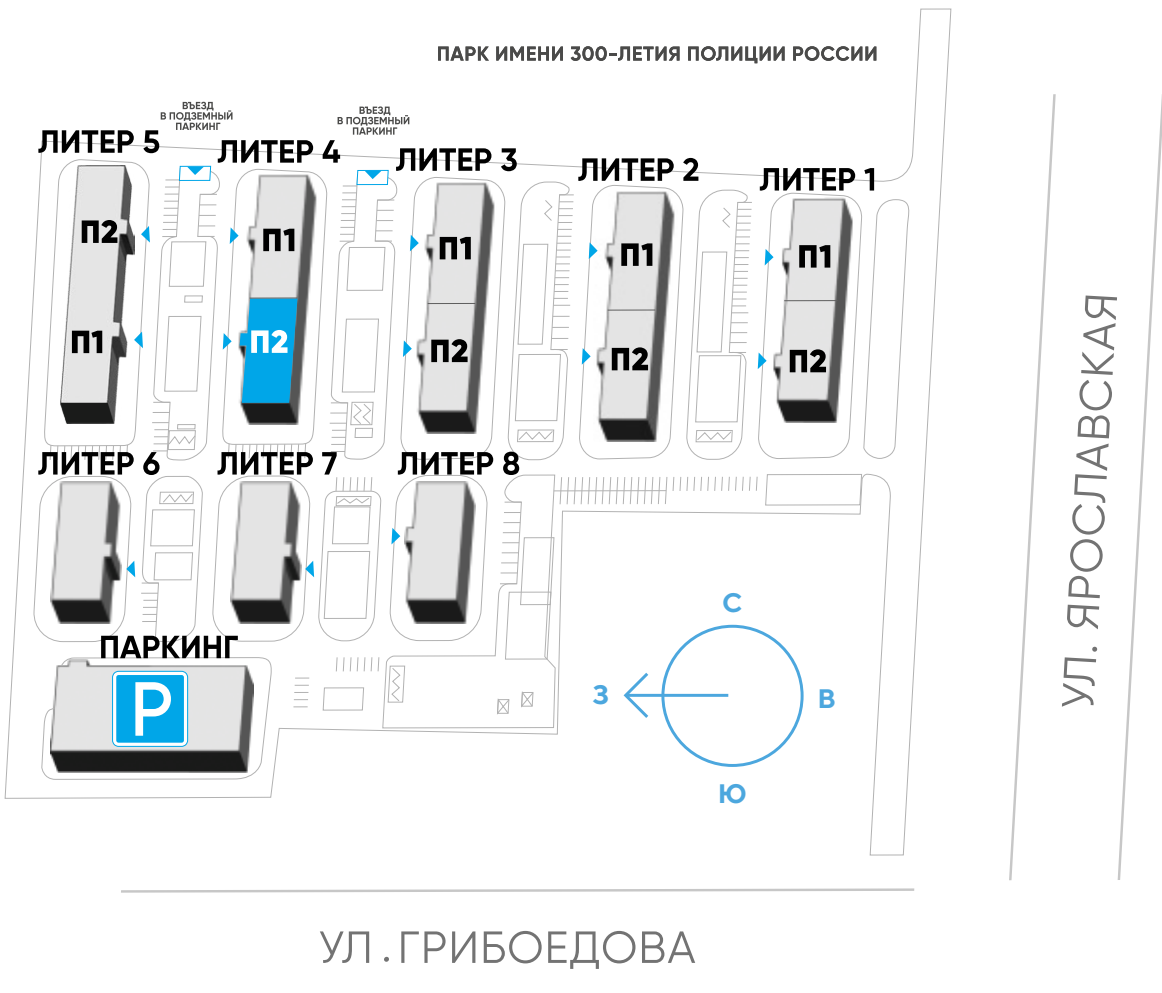 ПАРК ИМЕНИ 300-ЛЕТИЯ ПОЛИЦИИ РОССИИ
ВЪЕЗД
В ПОДЗЕМНЫЙ
ПАРКИНГ
ВЪЕЗД
В ПОДЗЕМНЫЙ
ПАРКИНГ
ЛИТЕР 5
ЛИТЕР 4
ЛИТЕР 3
ЛИТЕР 2
ЛИТЕР 1
П2
П1
П1
П1
П1
П1
П2
П2
П2
П2
ЛИТЕР 6
ЛИТЕР 7
ЛИТЕР 8
ПАРКИНГ
P
С
З
В
Ю
УЛ. ЯРОСЛАВСКАЯ
УЛ . ГРИБОЕДОВА